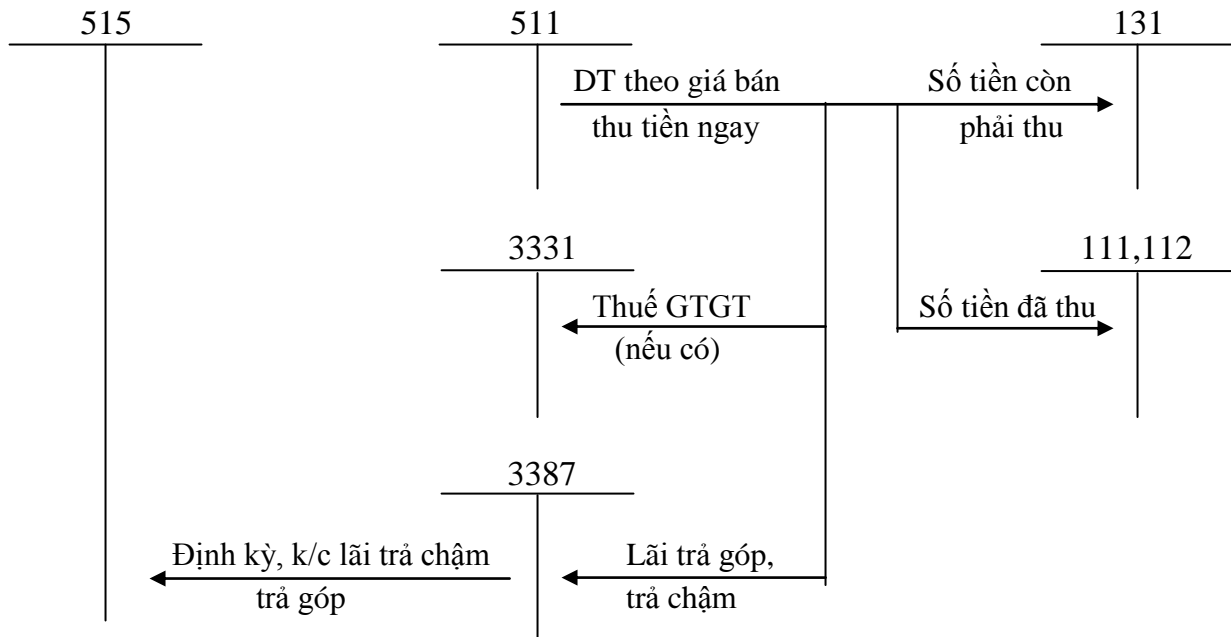 515
511
131
DT theo giá bán
thu tiền ngay
Số tiền còn
phải thu
3331
111,112
Thuế GTGT
(nếu có)
Số tiền đã thu
3387
Định kỳ, k/c lãi trả chậm
trả góp
Lãi trả góp,
trả chậm